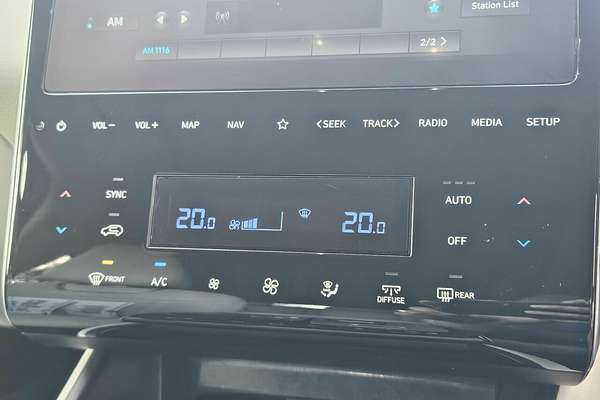 Station List
AM
AM 1116
2/2 >
VOL− VOL+ MAP NAV <SEEK TRACK> RADIO MEDIA SETUP
SYNC AUTO
20.0 20.0
OFF
FRONT A/C DIFFUSE REAR